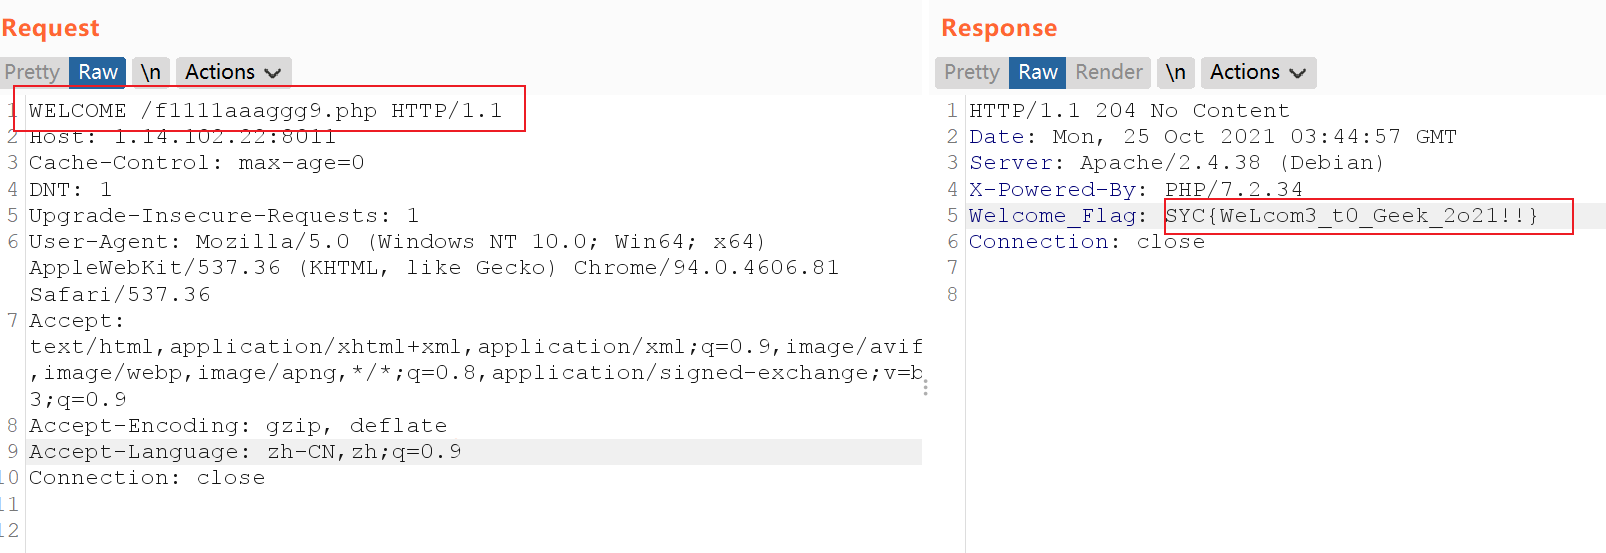 Request
Pretty Raw \n Actions
1 WELCOME /f1111aaaggg9.php HTTP/1.1
2 Host: 1.14.102.22:8011
3 Cache-Control: max-age=0
4 DNT: 1
5 Upgrade-Insecure-Requests: 1
6 User-Agent: Mozilla/5.0 (Windows NT 10.0; Win64; x64)
AppleWebKit/537.36 (KHTML, like Gecko) Chrome/94.0.4606.81
Safari/537.36
7 Accept:
text/html,application/xhtml+xml,application/xml;q=0.9,image/avif
,image/webp,image/apng,*/*;q=0.8,application/signed-exchange;v=b
3;q=0.9
8 Accept-Encoding: gzip, deflate
9 Accept-Language: zh-CN,zh;q=0.9
10 Connection: close
11
12
Response
Pretty Raw Render \n Actions
1 HTTP/1.1 204 No Content
2 Date: Mon, 25 Oct 2021 03:44:57 GMT
3 Server: Apache/2.4.38 (Debian)
4 X-Powered-By: PHP/7.2.34
5 Welcome_Flag: SYC{WeLcom3_t0_Geek_2o21!!}
6 Connection: close
7
8